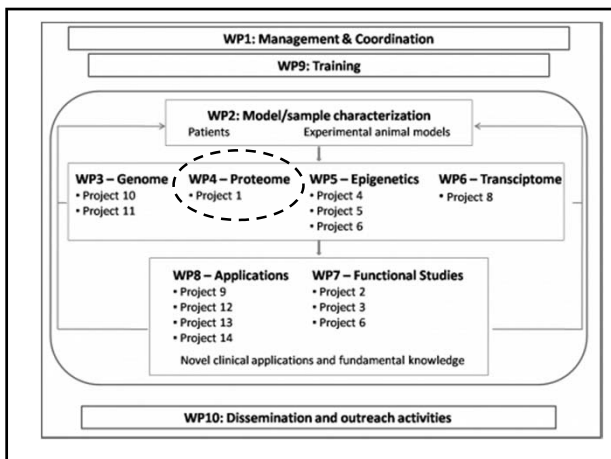 WP1: Management & Coordination
WP9: Training
WP2: Model/sample characterization
Patients Experimental animal models
WP3 – Genome
• Project 10
• Project 11
WP4 – Proteome
• Project 1
WP5 – Epigenetics
• Project 4
• Project 5
• Project 6
WP6 – Transciptome
• Project 8
WP8 – Applications
• Project 9
• Project 12
• Project 13
• Project 14
WP7 – Functional Studies
• Project 2
• Project 3
• Project 6
Novel clinical applications and fundamental knowledge
WP10: Dissemination and outreach activities